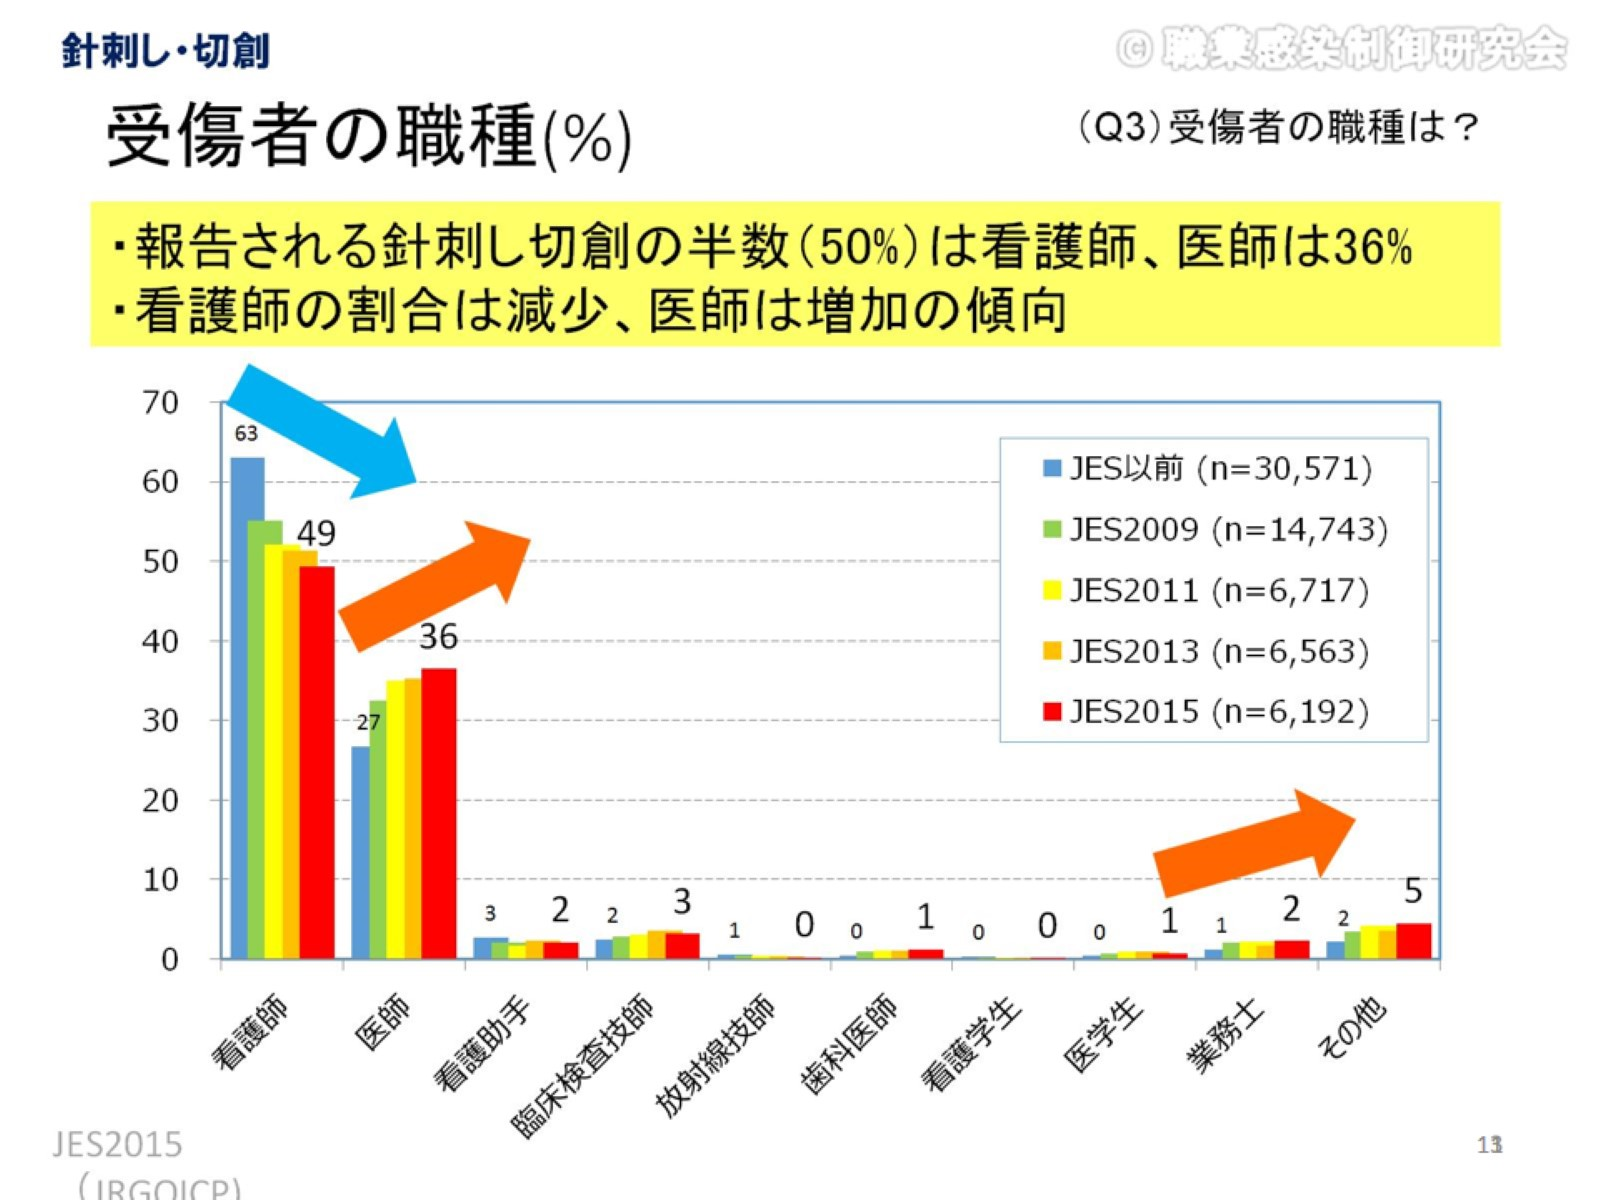 針刺し・切創
© 職業感染制御研究会
受傷者の職種(%)
（Q3）受傷者の職種は？
・報告される針刺し切創の半数（50%）は看護師、医師は36%
・看護師の割合は減少、医師は増加の傾向
70
60
50
40
30
20
10
0
63
49
27
36
3
2
2
3
1
0
0
1
0
0
0
1
1
2
2
5
JES以前 (n=30,571)
JES2009 (n=14,743)
JES2011 (n=6,717)
JES2013 (n=6,563)
JES2015 (n=6,192)
看護師
医師
看護助手
臨床検査技師
放射線技師
歯科医師
看護学生
医学生
業務士
その他
JES2015
（JRGOICP)